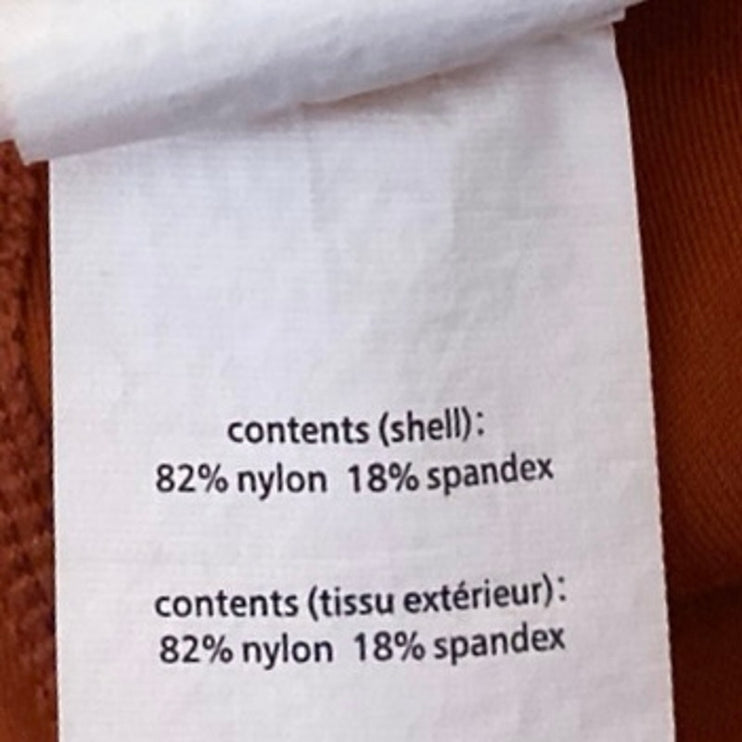 contents (shell):
82% nylon 18% spandex
contents (tissu extérieur):
82% nylon 18% spandex